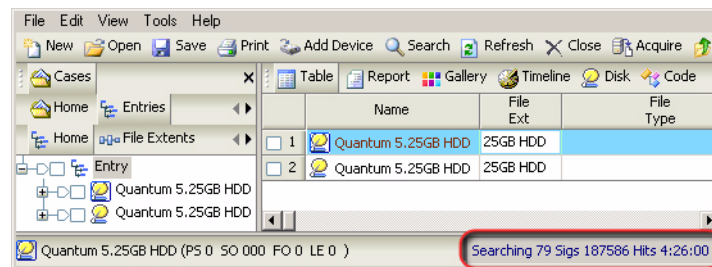 File Edit View Tools Help
New Open Save Print Add Device Search Refresh Close Acquire
Cases
Table Report Gallery Timeline Disk Code
Home Entries
Name File Ext File Type
Home File Extents
1 Quantum 5.25GB HDD 25GB HDD
Entry
2 Quantum 5.25GB HDD 25GB HDD
Quantum 5.25GB HDD
Quantum 5.25GB HDD
Quantum 5.25GB HDD (PS 0 SO 000 FO 0 LE 0 ) Searching 79 Sigs 187586 Hits 4:26:00